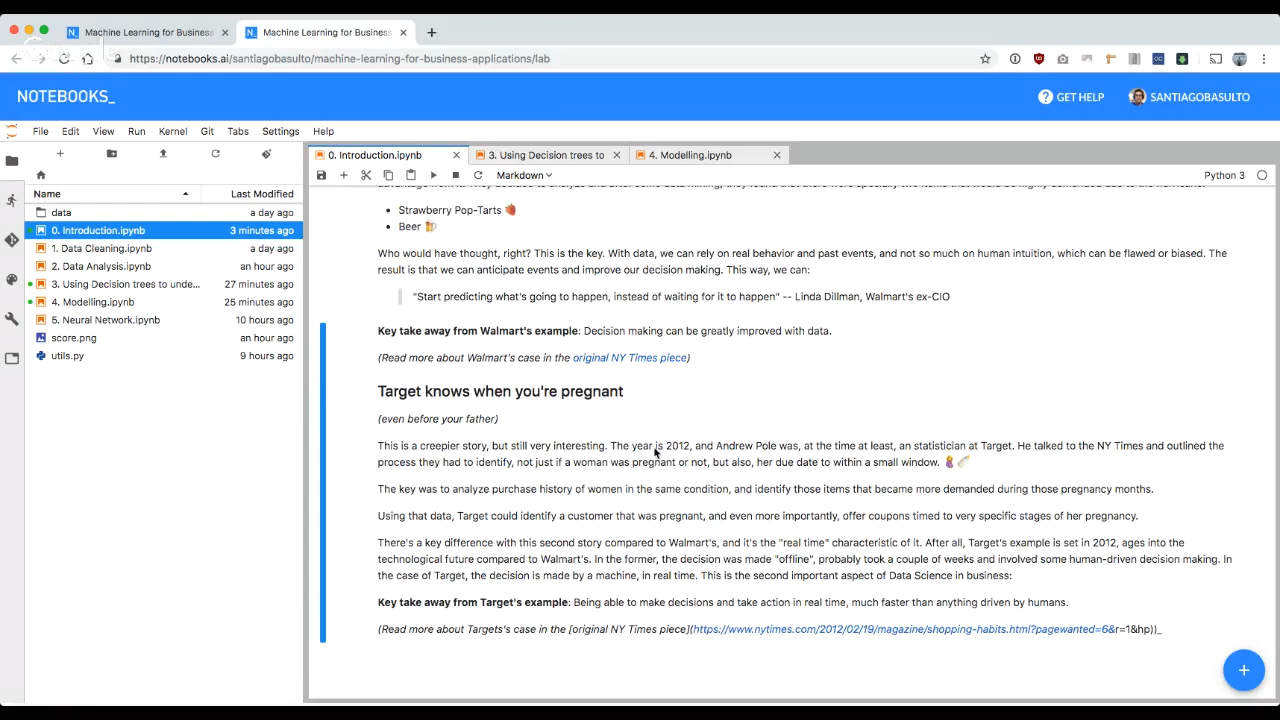 Machine Learning for Business
Machine Learning for Business
https://notebooks.ai/santiagobasulto/machine-learning-for-business-applications/lab
NOTEBOOKS_
GET HELP
SANTIAGOBASULTO
File Edit View Run Kernel Git Tabs Settings Help
0. Introduction.ipynb
3. Using Decision trees to
4. Modelling.ipynb
Markdown
Python 3
Name Last Modified
data a day ago
0. Introduction.ipynb 3 minutes ago
1. Data Cleaning.ipynb a day ago
2. Data Analysis.ipynb an hour ago
3. Using Decision trees to unde... 27 minutes ago
4. Modelling.ipynb 25 minutes ago
5. Neural Network.ipynb 10 hours ago
score.png an hour ago
utils.py 9 hours ago
• Strawberry Pop-Tarts 🍓
• Beer 🍻
Who would have thought, right? This is the key. With data, we can rely on real behavior and past events, and not so much on human intuition, which can be flawed or biased. The
result is that we can anticipate events and improve our decision making. This way, we can:
"Start predicting what's going to happen, instead of waiting for it to happen" -- Linda Dillman, Walmart's ex-CIO
Key take away from Walmart's example: Decision making can be greatly improved with data.
(Read more about Walmart's case in the original NY Times piece)
Target knows when you're pregnant
(even before your father)
This is a creepier story, but still very interesting. The year is 2012, and Andrew Pole was, at the time at least, an statistician at Target. He talked to the NY Times and outlined the
process they had to identify, not just if a woman was pregnant or not, but also, her due date to within a small window.
The key was to analyze purchase history of women in the same condition, and identify those items that became more demanded during those pregnancy months.
Using that data, Target could identify a customer that was pregnant, and even more importantly, offer coupons timed to very specific stages of her pregnancy.
There's a key difference with this second story compared to Walmart's, and it's the "real time" characteristic of it. After all, Target's example is set in 2012, ages into the
technological future compared to Walmart's. In the former, the decision was made "offline", probably took a couple of weeks and involved some human-driven decision making. In
the case of Target, the decision is made by a machine, in real time. This is the second important aspect of Data Science in business:
Key take away from Target's example: Being able to make decisions and take action in real time, much faster than anything driven by humans.
(Read more about Targets's case in the [original NY Times piece](https://www.nytimes.com/2012/02/19/magazine/shopping-habits.html?pagewanted=6&r=1&hp))_